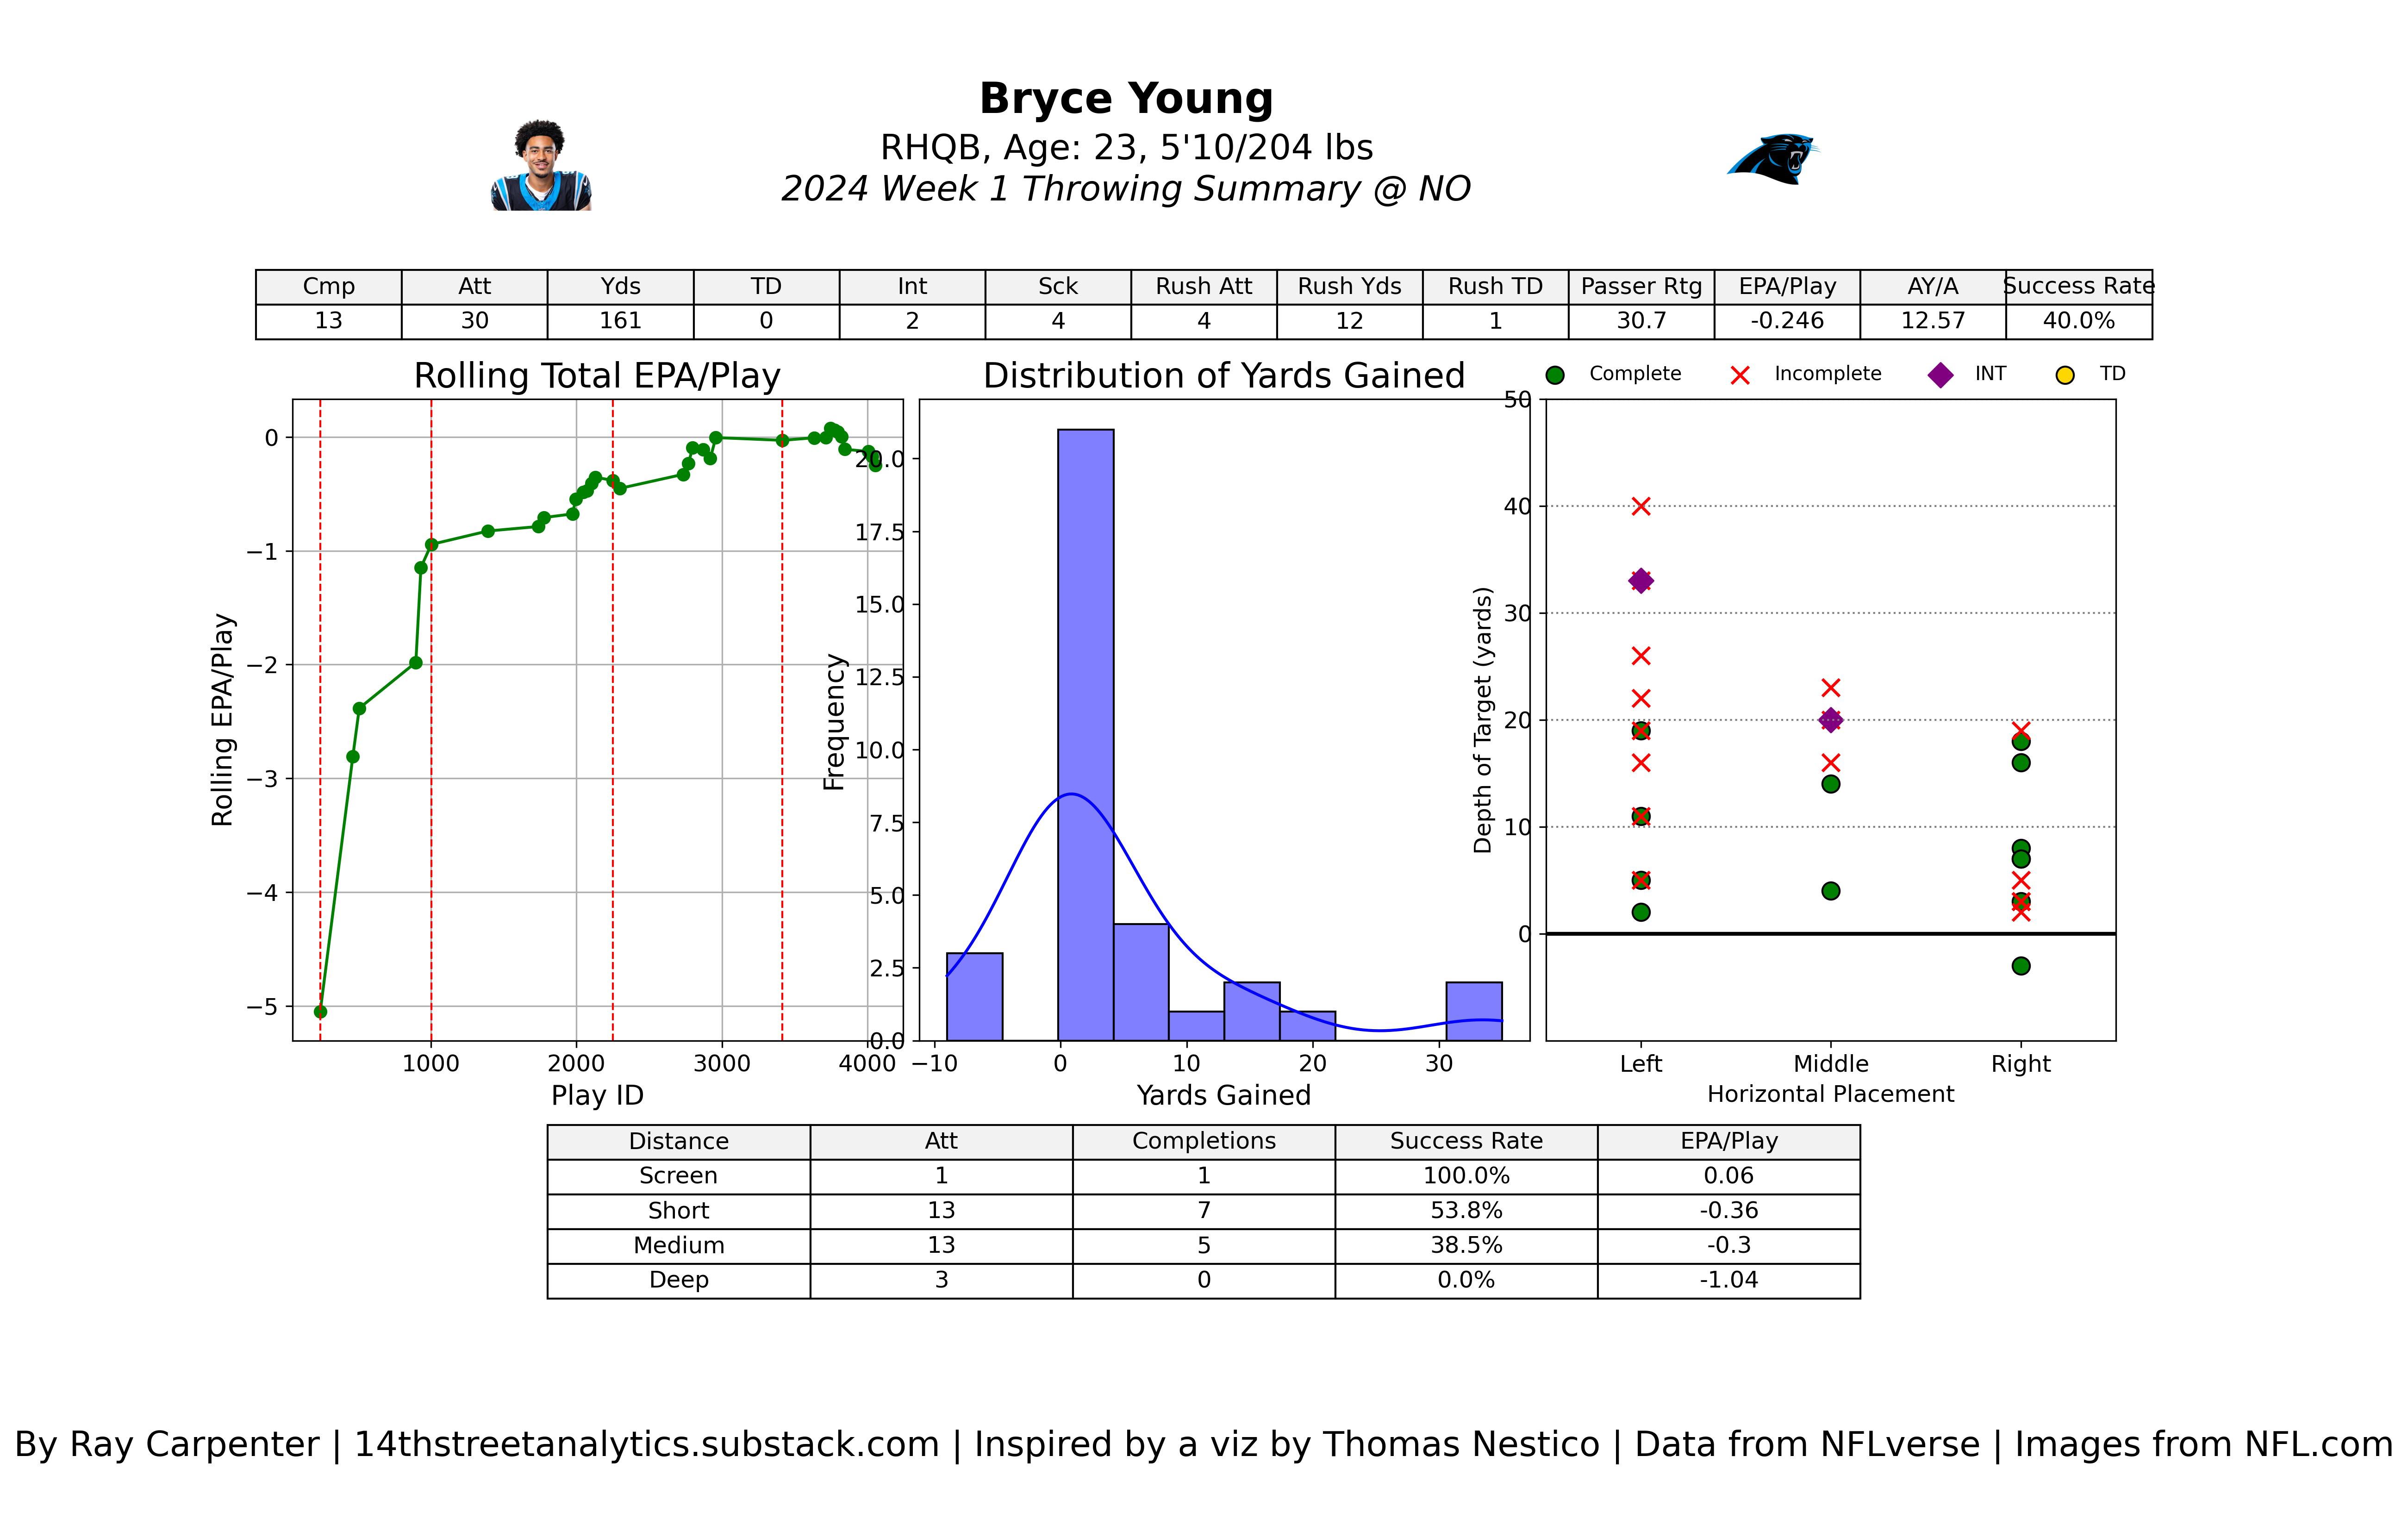 Bryce Young
RHQB, Age: 23, 5'10/204 lbs
2024 Week 1 Throwing Summary @ NO
Cmp Att Yds TD Int Sck Rush Att Rush Yds Rush TD Passer Rtg EPA/Play AY/A Success Rate
13 30 161 0 2 4 4 12 1 30.7 -0.246 12.57 40.0%
Rolling Total EPA/Play
0
−1
−2
−3
−4
−5
Rolling EPA/Play
1000 2000 3000 4000
Play ID
Distribution of Yards Gained
20.0
17.5
15.0
12.5
10.0
7.5
5.0
2.5
0.0
Frequency
−10 0 10 20 30
Yards Gained
Complete Incomplete INT TD
50
40
30
20
10
0
Depth of Target (yards)
Left Middle Right
Horizontal Placement
Distance Att Completions Success Rate EPA/Play
Screen 1 1 100.0% 0.06
Short 13 7 53.8% -0.36
Medium 13 5 38.5% -0.3
Deep 3 0 0.0% -1.04
By Ray Carpenter | 14thstreetanalytics.substack.com | Inspired by a viz by Thomas Nestico | Data from NFLverse | Images from NFL.com